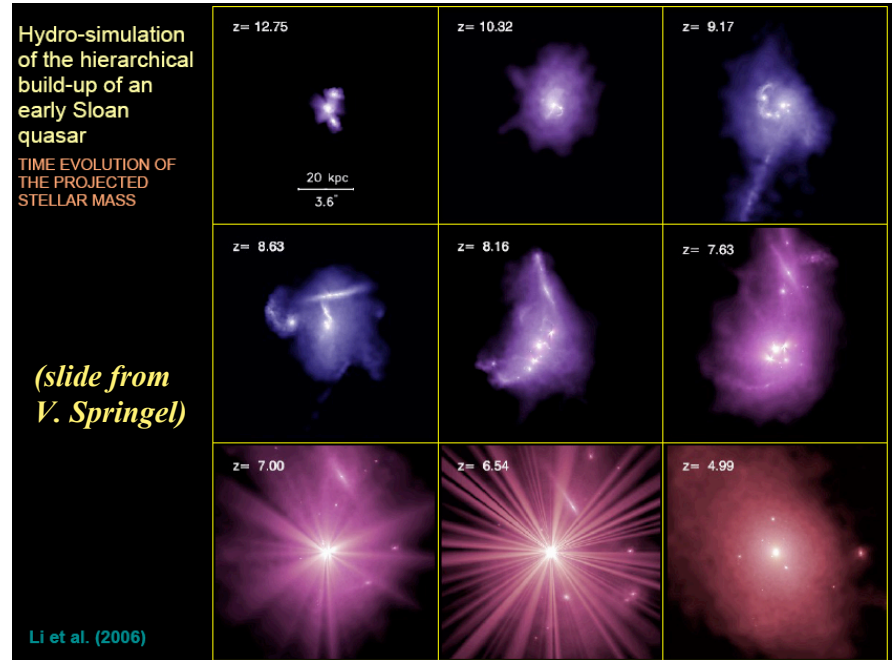 Hydro-simulation
of the hierarchical
build-up of an
early Sloan
quasar
TIME EVOLUTION OF
THE PROJECTED
STELLAR MASS
(slide from
V. Springel)
Li et al. (2006)
z= 12.75
20 kpc
3.6"
z= 10.32
z= 9.17
z= 8.63
z= 8.16
z= 7.63
z= 7.00
z= 6.54
z= 4.99